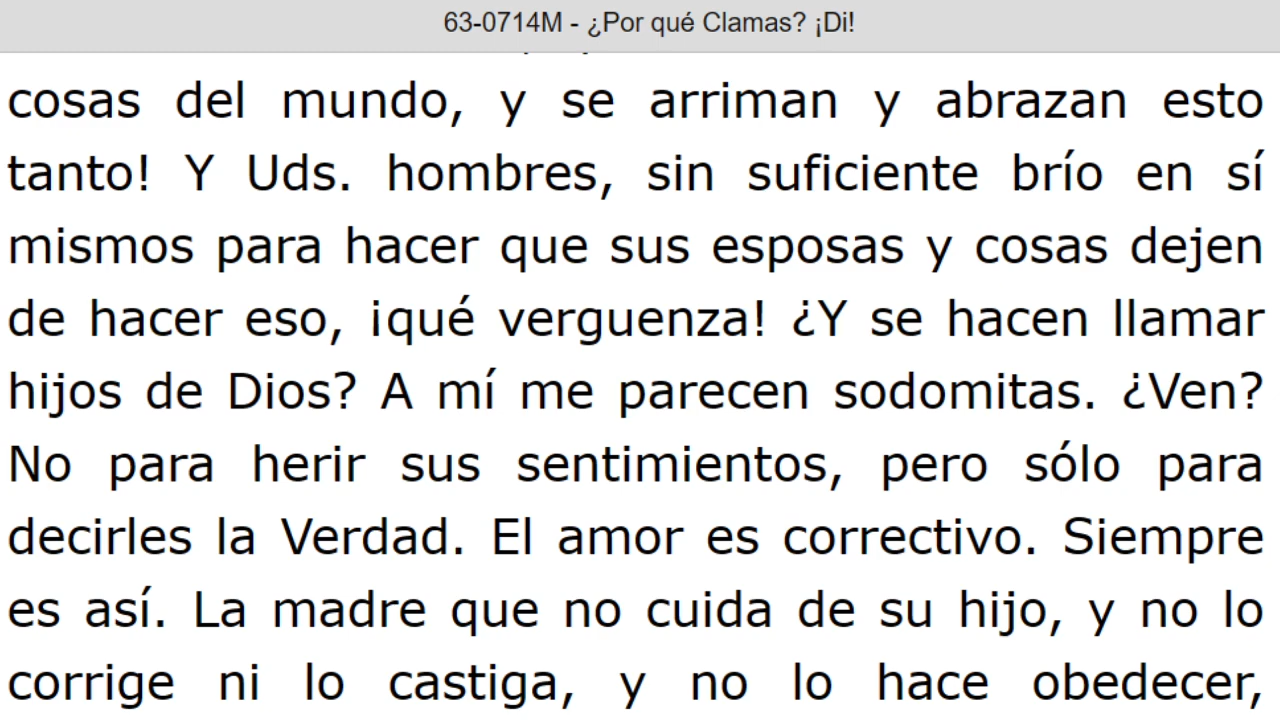 63-0714M - ¿Por qué Clamas? ¡Di!
cosas del mundo, y se arriman y abrazan esto
tanto! Y Uds. hombres, sin suficiente brío en sí
mismos para hacer que sus esposas y cosas dejen
de hacer eso, ¡qué verguenza! ¿Y se hacen llamar
hijos de Dios? A mí me parecen sodomitas. ¿Ven?
No para herir sus sentimientos, pero sólo para
decirles la Verdad. El amor es correctivo. Siempre
es así. La madre que no cuida de su hijo, y no lo
corrige ni lo castiga, y no lo hace obedecer,